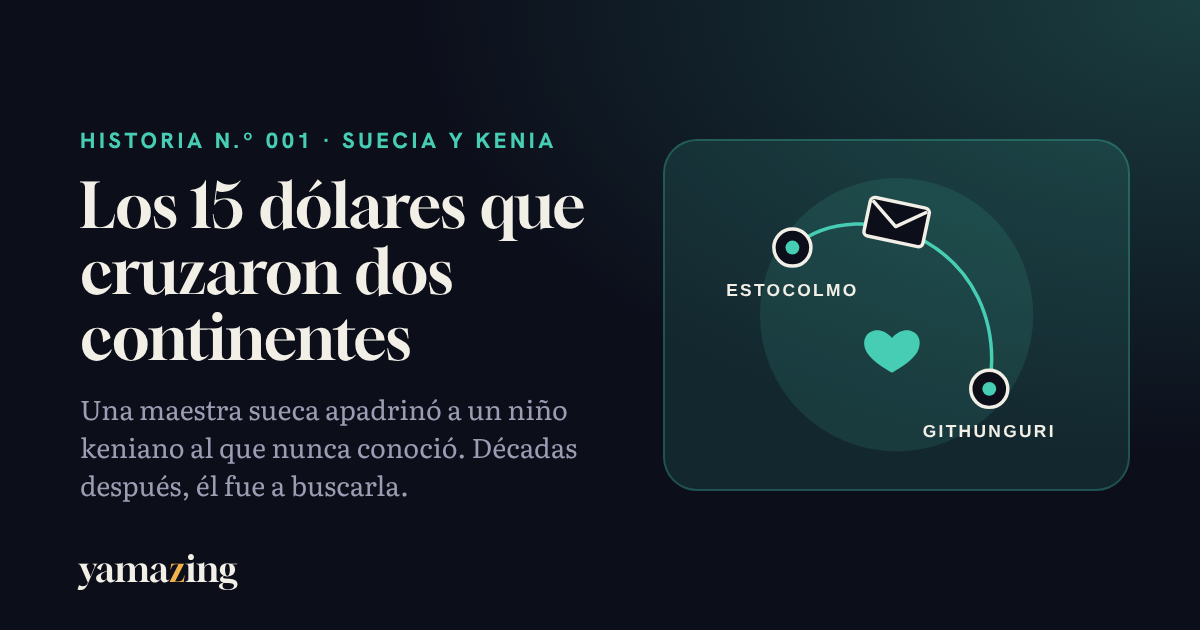 HISTORIA N.º 001 · SUECIA Y KENIA
Los 15 dólares que
cruzaron dos
continentes
Una maestra sueca apadrinó a un niño
keniano al que nunca conoció. Décadas
después, él fue a buscarla.
yamazing
ESTOCOLMO
GITHUNGURI